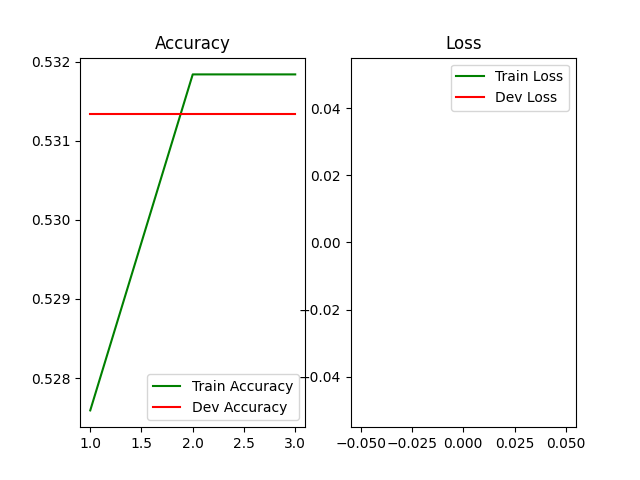 Accuracy
0.532
0.531
0.530
0.529
0.528
Train Accuracy
Dev Accuracy
1.0 1.5 2.0 2.5 3.0
Loss
Train Loss
Dev Loss
0.04
0.02
0.00
−0.02
−0.04
−0.050 −0.025 0.000 0.025 0.050